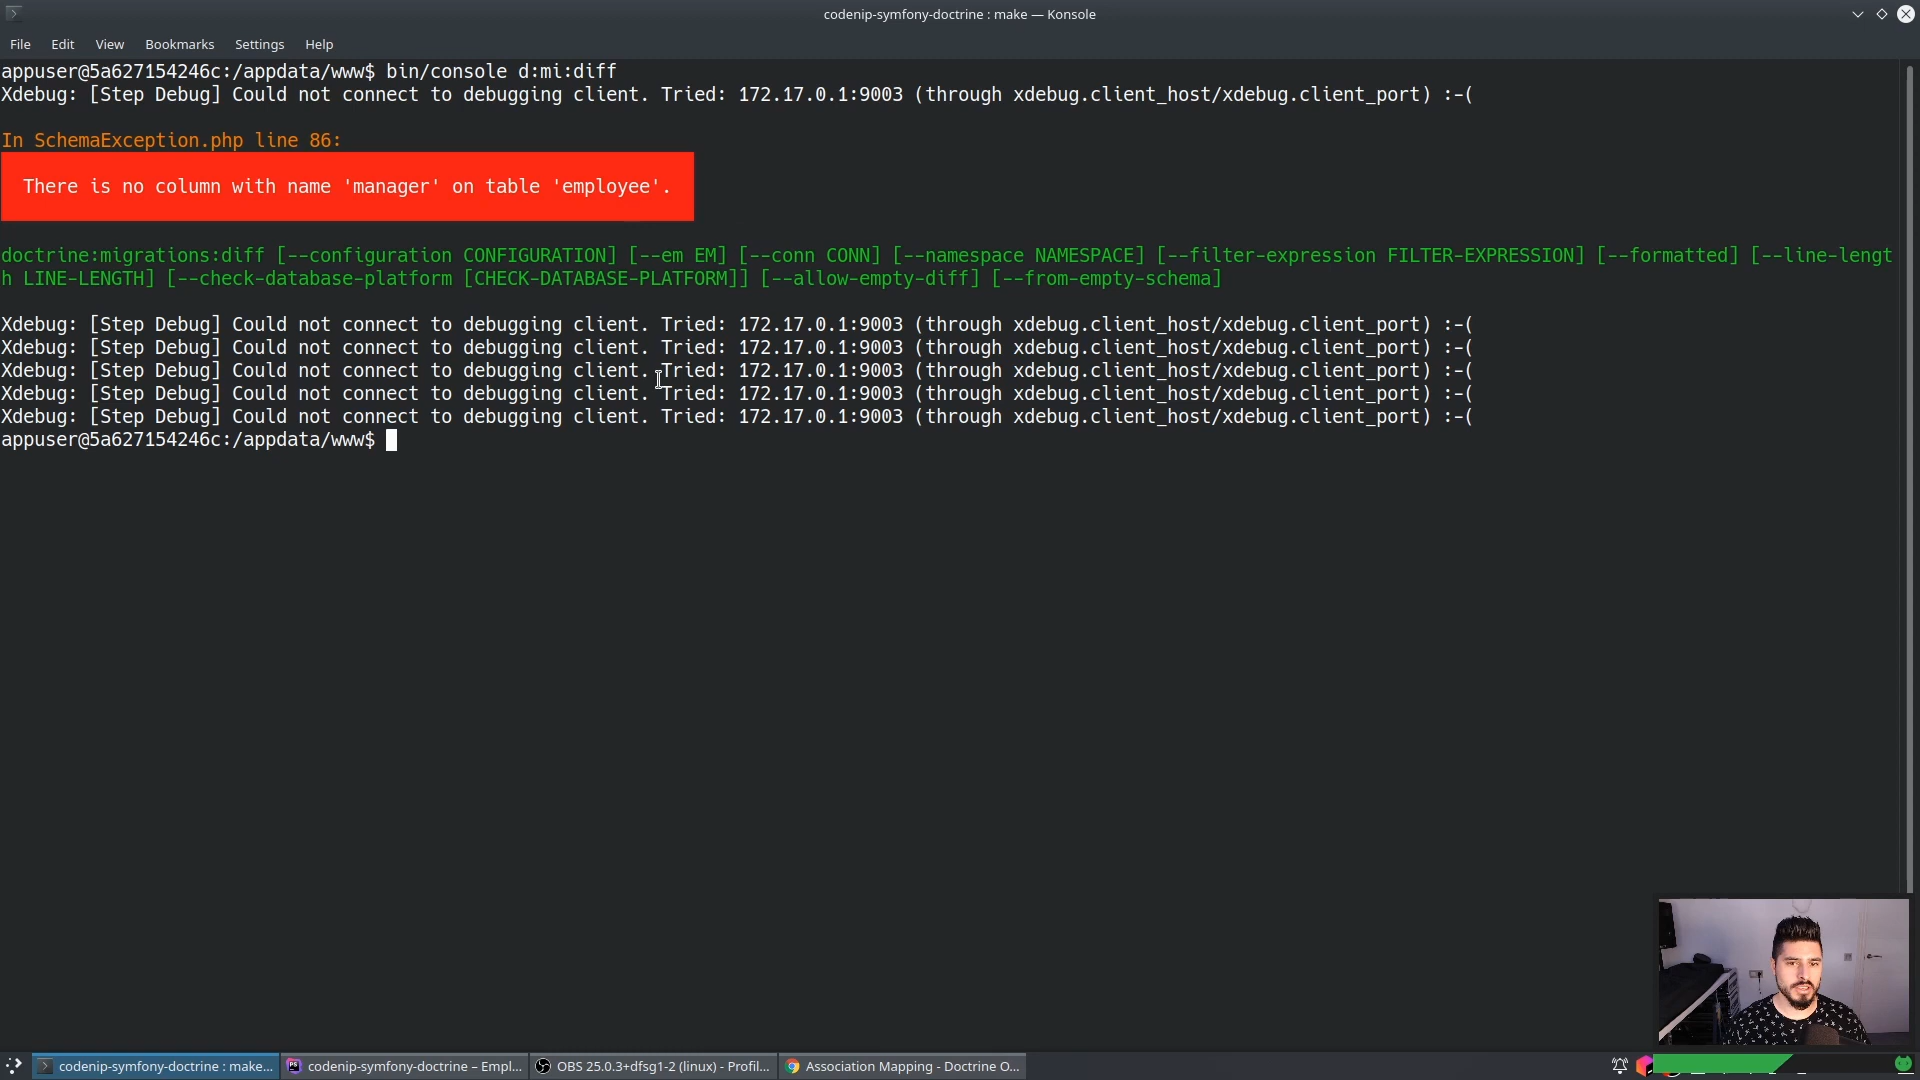 codenip-symfony-doctrine : make — Konsole
File Edit View Bookmarks Settings Help
appuser@5a627154246c:/appdata/www$ bin/console d:mi:diff
Xdebug: [Step Debug] Could not connect to debugging client. Tried: 172.17.0.1:9003 (through xdebug.client_host/xdebug.client_port) :-(
In SchemaException.php line 86:
There is no column with name 'manager' on table 'employee'.
doctrine:migrations:diff [--configuration CONFIGURATION] [--em EM] [--conn CONN] [--namespace NAMESPACE] [--filter-expression FILTER-EXPRESSION] [--formatted] [--line-lengt
h LINE-LENGTH] [--check-database-platform [CHECK-DATABASE-PLATFORM]] [--allow-empty-diff] [--from-empty-schema]
Xdebug: [Step Debug] Could not connect to debugging client. Tried: 172.17.0.1:9003 (through xdebug.client_host/xdebug.client_port) :-(
Xdebug: [Step Debug] Could not connect to debugging client. Tried: 172.17.0.1:9003 (through xdebug.client_host/xdebug.client_port) :-(
Xdebug: [Step Debug] Could not connect to debugging client. Tried: 172.17.0.1:9003 (through xdebug.client_host/xdebug.client_port) :-(
Xdebug: [Step Debug] Could not connect to debugging client. Tried: 172.17.0.1:9003 (through xdebug.client_host/xdebug.client_port) :-(
Xdebug: [Step Debug] Could not connect to debugging client. Tried: 172.17.0.1:9003 (through xdebug.client_host/xdebug.client_port) :-(
appuser@5a627154246c:/appdata/www$
codenip-symfony-doctrine : make... codenip-symfony-doctrine – Empl... OBS 25.0.3+dfsg1-2 (linux) - Profil... Association Mapping - Doctrine O...